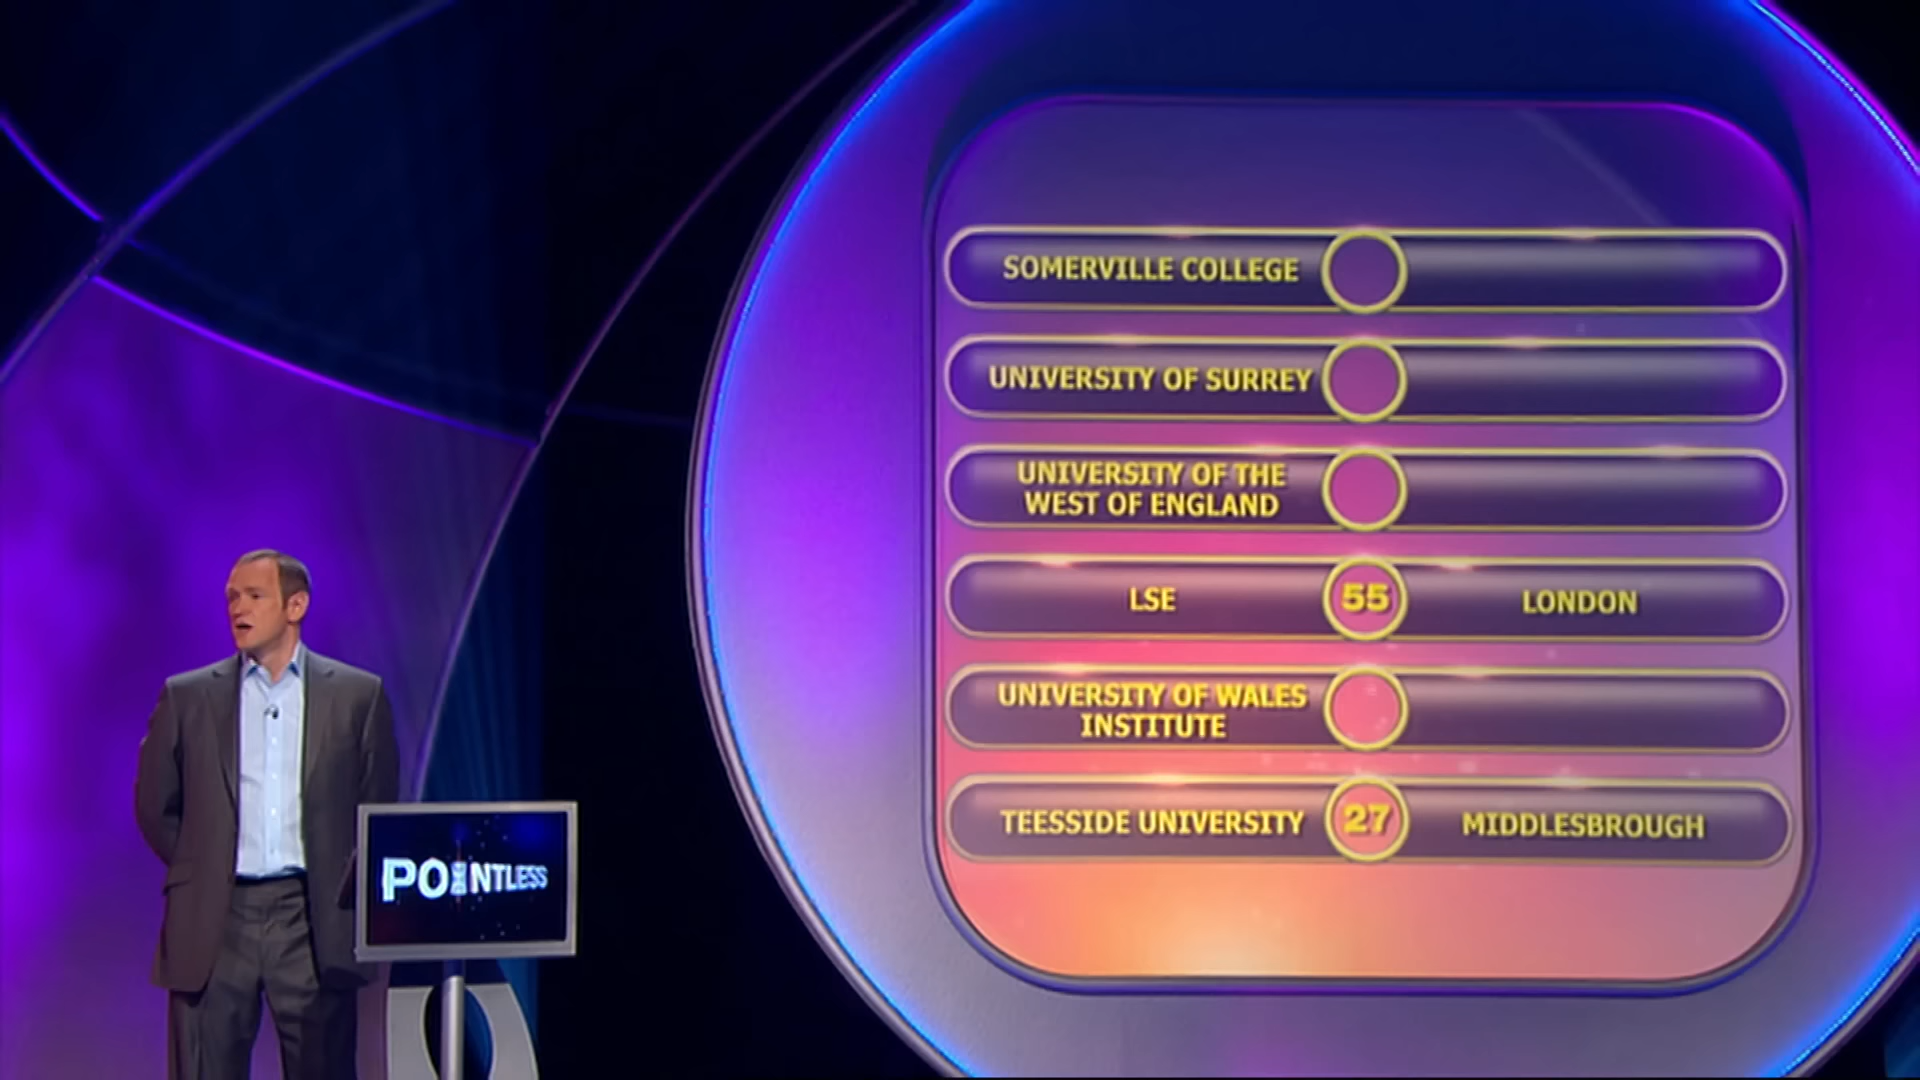 SOMERVILLE COLLEGE
UNIVERSITY OF SURREY
UNIVERSITY OF THE
WEST OF ENGLAND
LSE 55 LONDON
UNIVERSITY OF WALES
INSTITUTE
TEESSIDE UNIVERSITY 27 MIDDLESBROUGH
POINTLESS